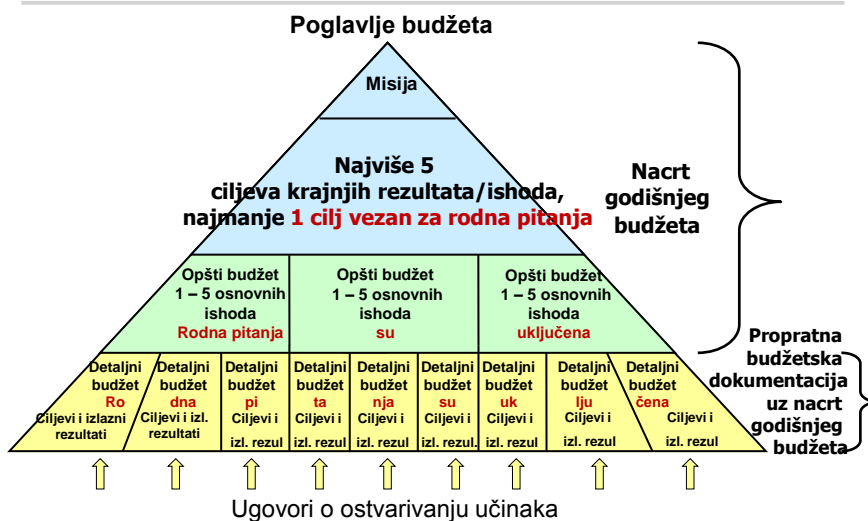 Poglavlje budžeta
Misija
Najviše 5
ciljeva krajnjih rezultata/ishoda,
najmanje 1 cilj vezan za rodna pitanja
Nacrt
godišnjeg
budžeta
Opšti budžet
1 – 5 osnovnih
ishoda
Rodna pitanja
Opšti budžet
1 – 5 osnovnih
ishoda
su
Opšti budžet
1 – 5 osnovnih
ishoda
uključena
Detaljni
budžet
Ro
Ciljevi i izlazni
rezultati
Detaljni
budžet
dna
Ciljevi i izl.
rezultati
Detaljni
budžet
pi
Ciljevi i
izl. rezul
Detaljni
budžet
ta
Ciljevi i
izl. rezul
Detaljni
budžet
nja
Ciljevi i
izl. rezul
Detaljni
budžet
su
Ciljevi i
izl. rezul.
Detaljni
budžet
uk
Ciljevi i
izl. rezul
Detaljni
budžet
lju
Ciljevi i
izl. rezul
Detaljni
budžet
čena
Ciljevi i
izl. rezul
Propratna
budžetska
dokumentacija
uz nacrt
godišnjeg
budžeta
Ugovori o ostvarivanju učinaka